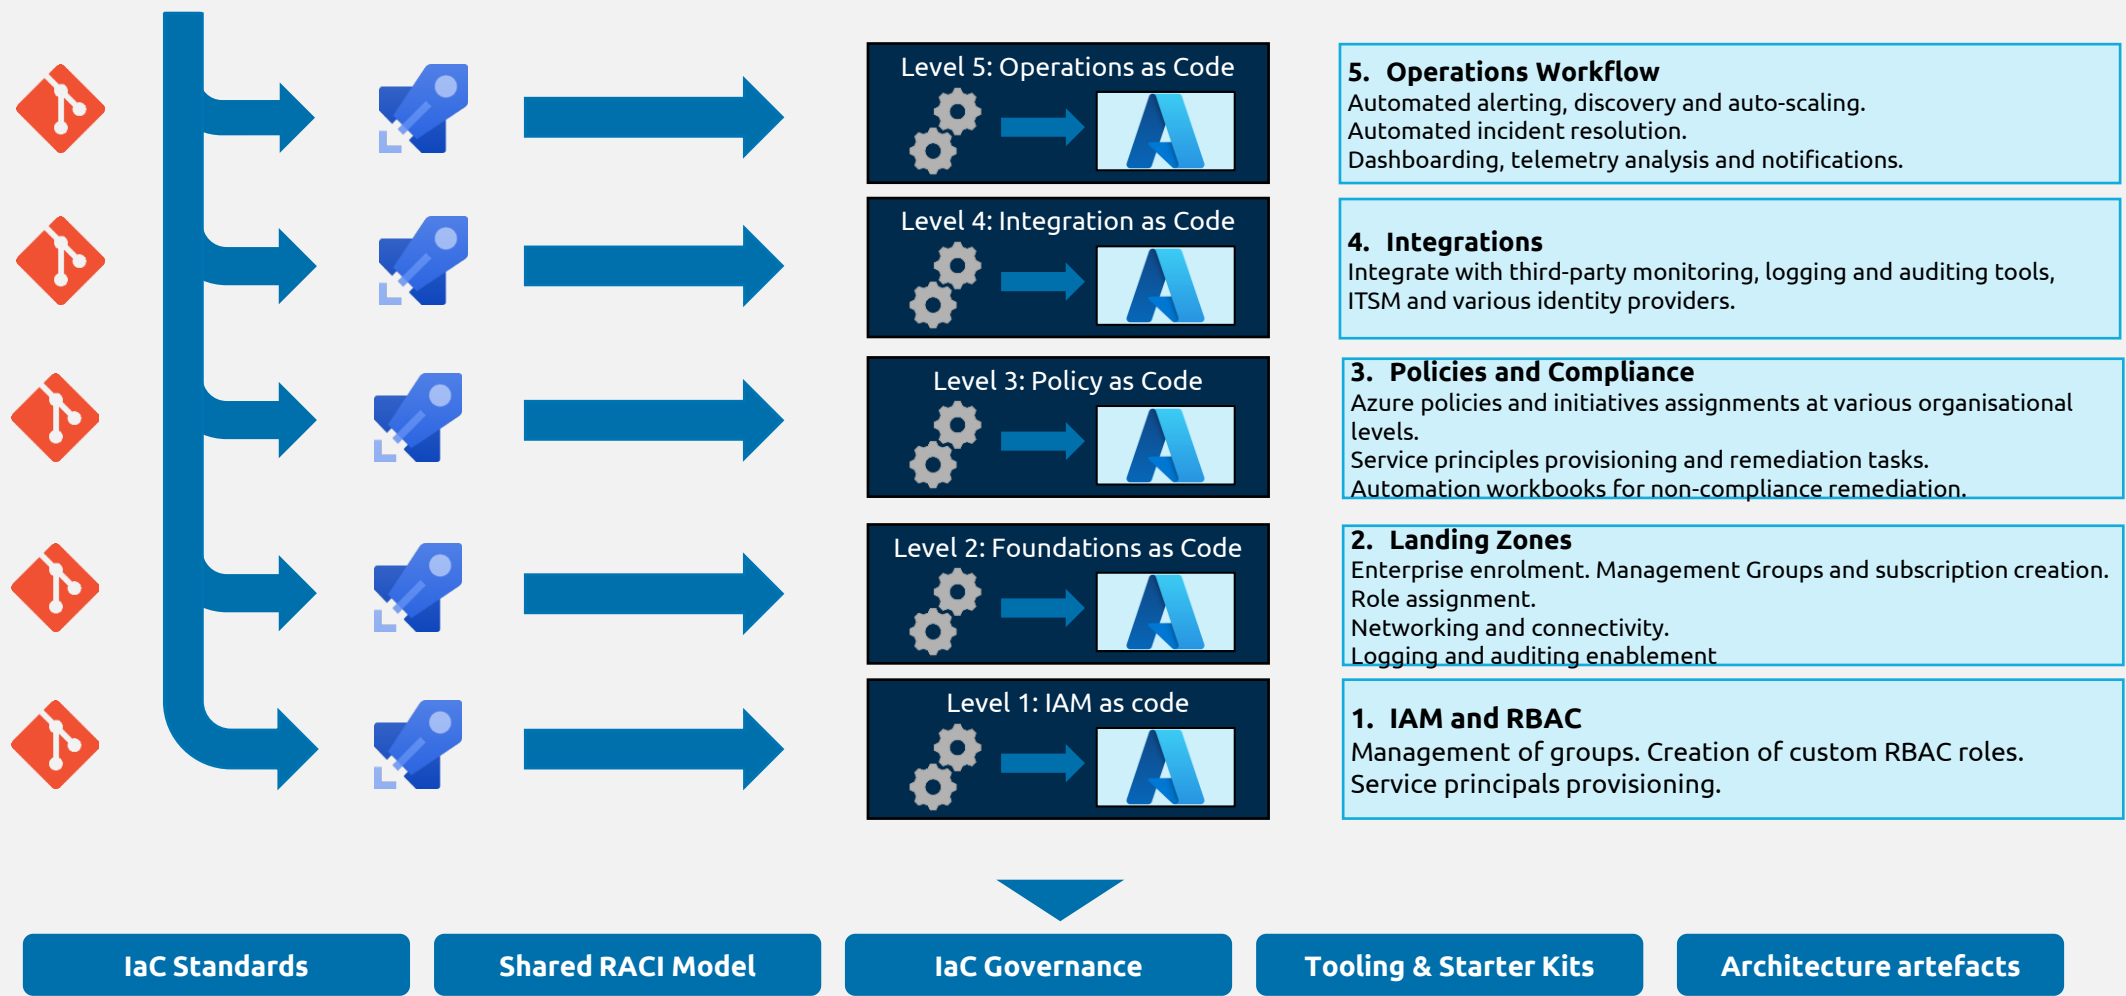 Level 5: Operations as Code
5. Operations Workflow
Automated alerting, discovery and auto-scaling.
Automated incident resolution.
Dashboarding, telemetry analysis and notifications.
Level 4: Integration as Code
4. Integrations
Integrate with third-party monitoring, logging and auditing tools,
ITSM and various identity providers.
Level 3: Policy as Code
3. Policies and Compliance
Azure policies and initiatives assignments at various organisational
levels.
Service principles provisioning and remediation tasks.
Automation workbooks for non-compliance remediation.
Level 2: Foundations as Code
2. Landing Zones
Enterprise enrolment. Management Groups and subscription creation.
Role assignment.
Networking and connectivity.
Logging and auditing enablement
Level 1: IAM as code
1. IAM and RBAC
Management of groups. Creation of custom RBAC roles.
Service principals provisioning.
IaC Standards
Shared RACI Model
IaC Governance
Tooling & Starter Kits
Architecture artefacts